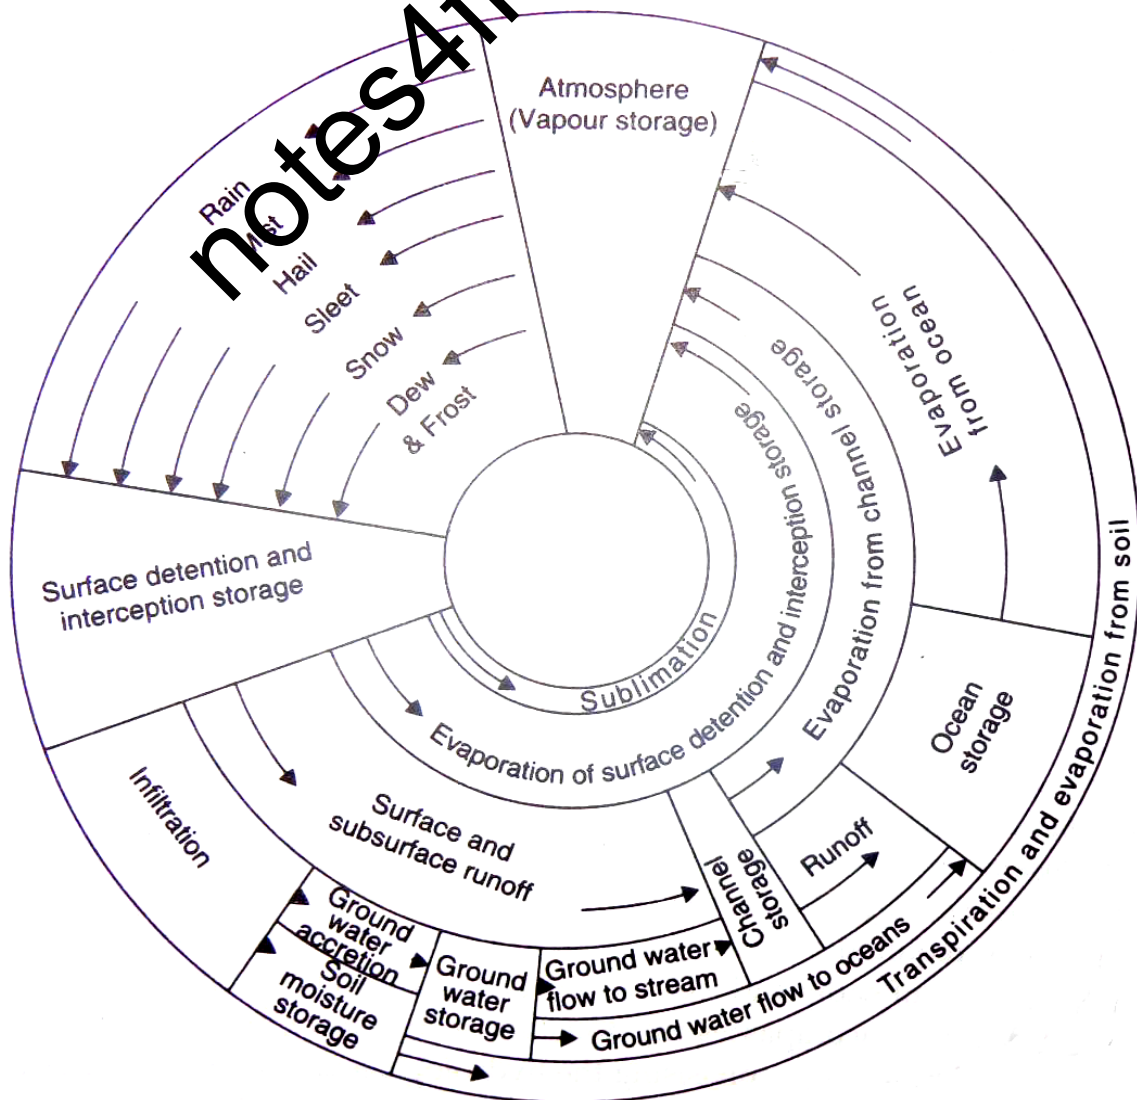 notes4
Atmosphere
(Vapour storage)
Rain
Hail
Sleet
Snow
Dew
& Frost
Surface detention and
interception storage
Infiltration
Surface and
subsurface runoff
Ground
water
accretion
Soil
moisture
storage
Ground
water
storage
Ground water
flow to stream
Ground water flow to oceans
Channel
storage
Runoff
Ocean
storage
Evaporation
from ocean
Evaporation from channel storage
Evaporation of surface detention and interception storage
Sublimation
Transpiration and evaporation from soil